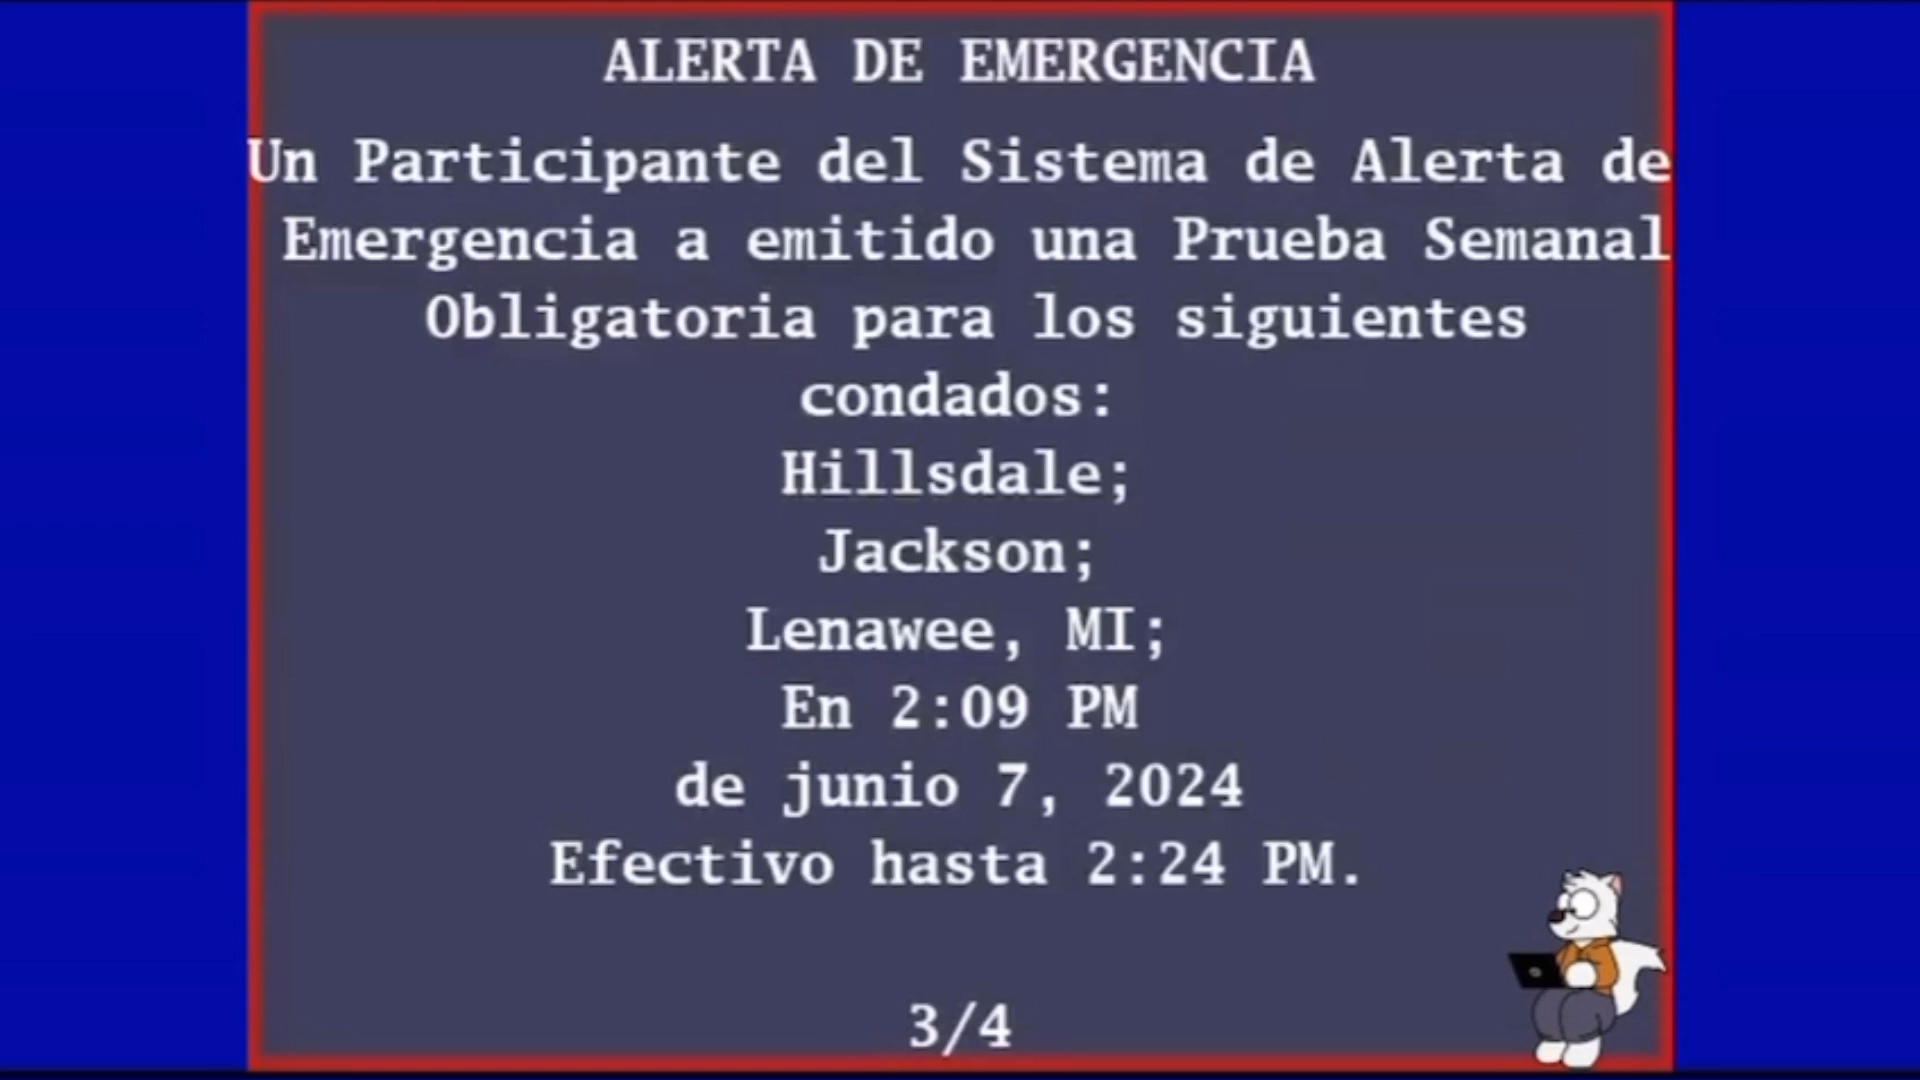 ALERTA DE EMERGENCIA
Un Participante del Sistema de Alerta de
Emergencia a emitido una Prueba Semanal
Obligatoria para los siguientes
condados:
Hillsdale;
Jackson;
Lenawee, MI;
En 2:09 PM
de junio 7, 2024
Efectivo hasta 2:24 PM.
3/4